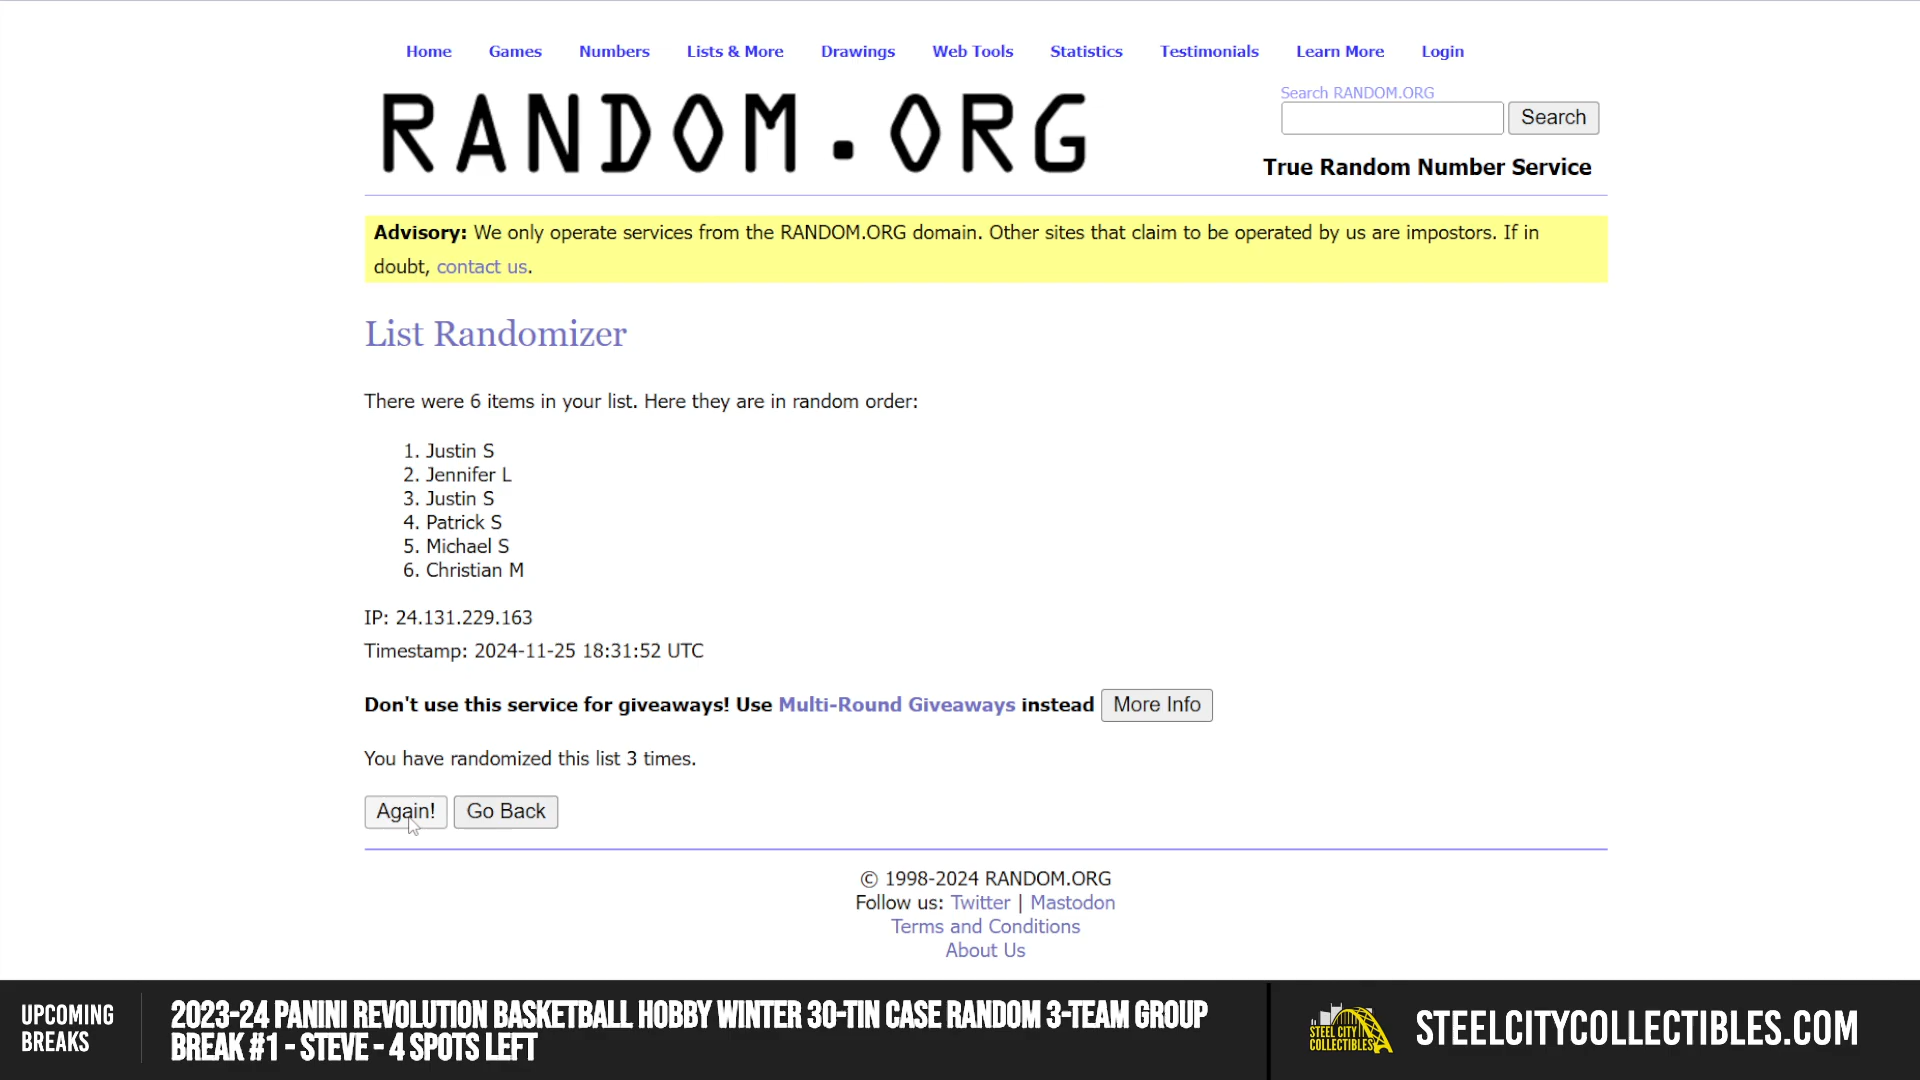 Home Games Numbers Lists & More Drawings Web Tools Statistics Testimonials Learn More Login
RANDOM.ORG
Search RANDOM.ORG
Search
True Random Number Service
Advisory: We only operate services from the RANDOM.ORG domain. Other sites that claim to be operated by us are impostors. If in
doubt, contact us.
List Randomizer
There were 6 items in your list. Here they are in random order:
1. Justin S
2. Jennifer L
3. Justin S
4. Patrick S
5. Michael S
6. Christian M
IP: 24.131.229.163
Timestamp: 2024-11-25 18:31:52 UTC
Don't use this service for giveaways! Use Multi-Round Giveaways instead More Info
You have randomized this list 3 times.
Again! Go Back
© 1998-2024 RANDOM.ORG
Follow us: Twitter | Mastodon
Terms and Conditions
About Us
UPCOMING
BREAKS
2023-24 PANINI REVOLUTION BASKETBALL HOBBY WINTER 30-TIN CASE RANDOM 3-TEAM GROUP
BREAK #1 - STEVE - 4 SPOTS LEFT
STEEL CITY
COLLECTIBLES
STEELCITYCOLLECTIBLES.COM